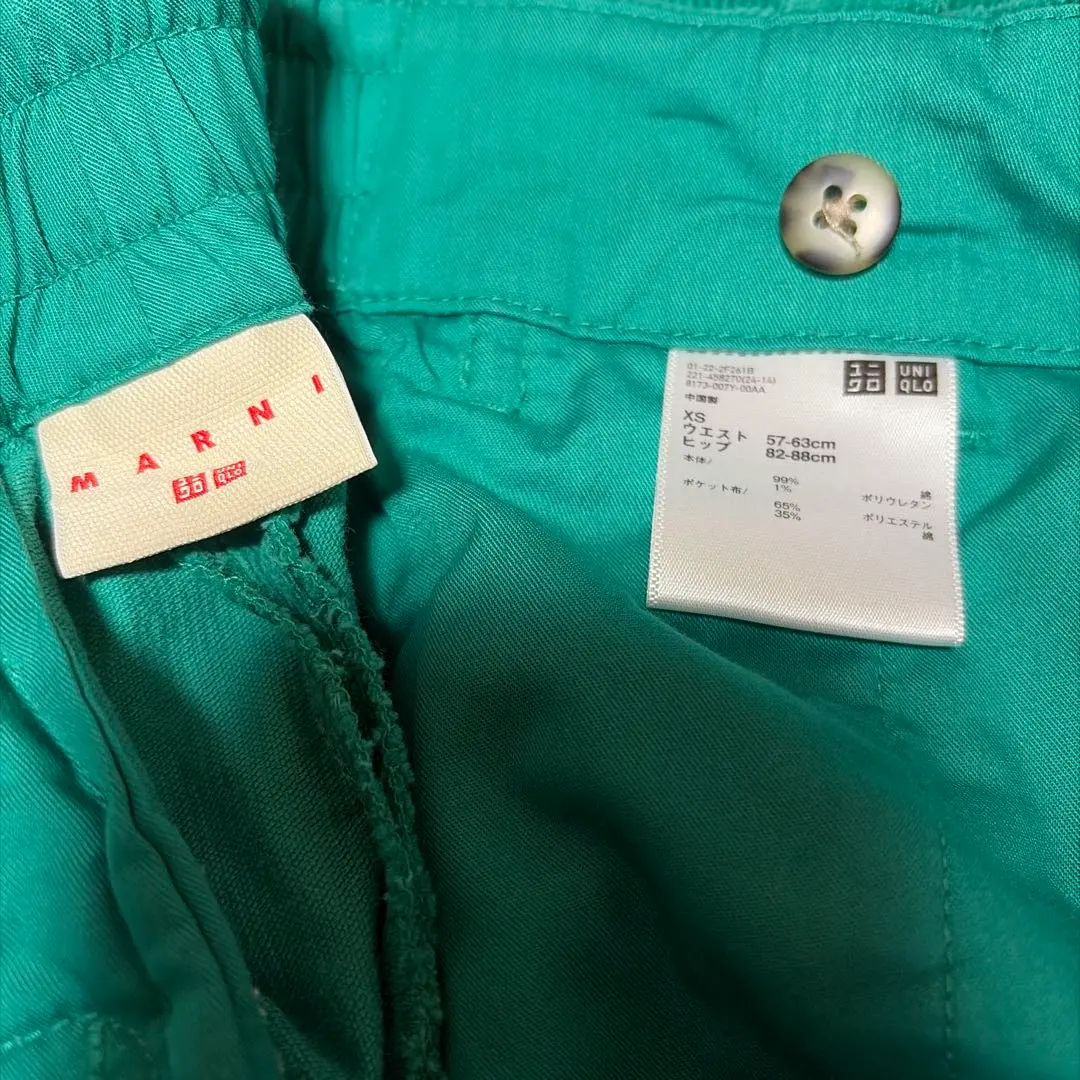 MARNI
ユニクロ UNIQLO
01-22-2F261B
221-458270(24-14)
8173-007Y-00AA
ユニクロ UNIQLO
中国製
XS
ウエスト 57-63cm
ヒップ 82-88cm
本体/ 99% 綿
1% ポリウレタン
ポケット布/ 65% ポリエステル
35% 綿